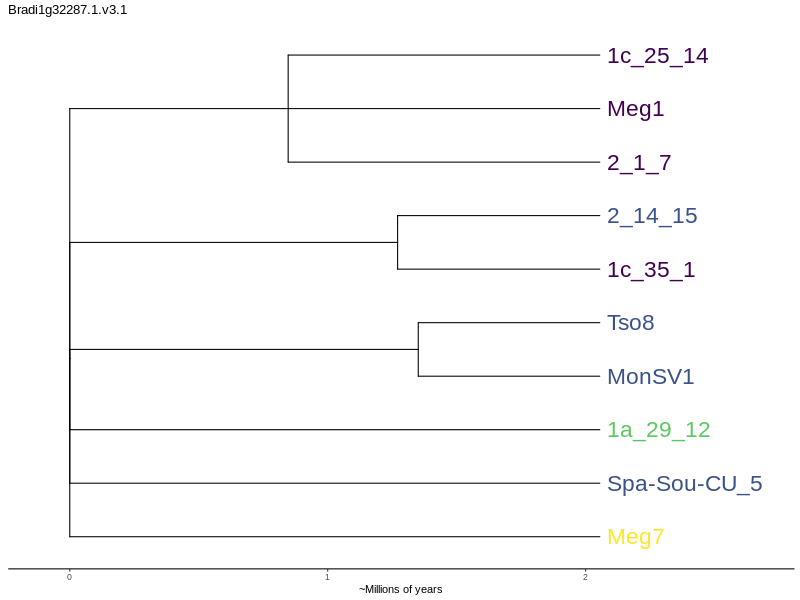 Bradi1g32287.1.v3.1
1c_25_14
Meg1
2_1_7
2_14_15
1c_35_1
Tso8
MonSV1
1a_29_12
Spa-Sou-CU_5
Meg7
0 1 2
~Millions of years